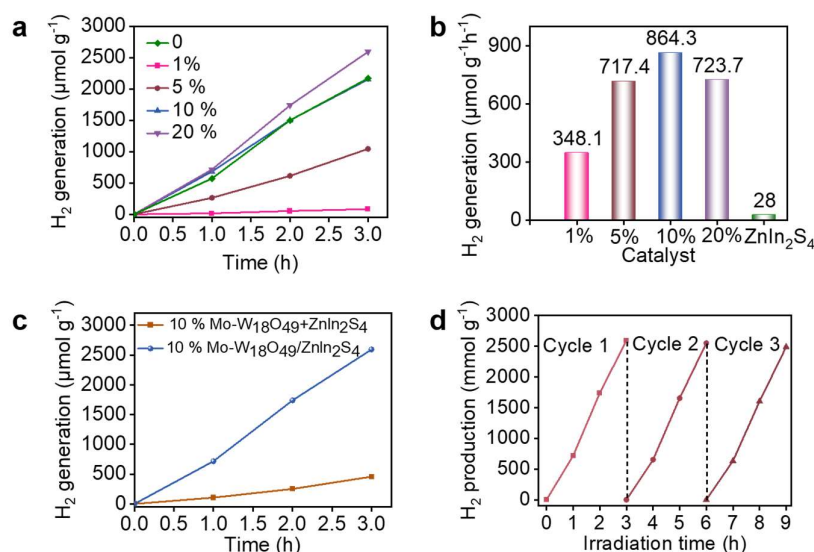 a
H₂ generation (μmol g⁻¹)
3000
2500
2000
1500
1000
500
0
0
1%
5 %
10 %
20 %
0.0 0.5 1.0 1.5 2.0 2.5 3.0
Time (h)
b
H₂ generation (μmol g⁻¹h⁻¹)
900
600
300
0
348.1
717.4
864.3
723.7
28
1% 5% 10% 20% ZnIn₂S₄
Catalyst
c
H₂ generation (μmol g⁻¹)
3000
2500
2000
1500
1000
500
0
10 % Mo-W₁₈O₄₉+ZnIn₂S₄
10 % Mo-W₁₈O₄₉/ZnIn₂S₄
0.0 0.5 1.0 1.5 2.0 2.5 3.0
Time (h)
d
H₂ production (mmol g⁻¹)
3000
2500
2000
1500
1000
500
0
Cycle 1 Cycle 2 Cycle 3
0 1 2 3 4 5 6 7 8 9
Irradiation time (h)